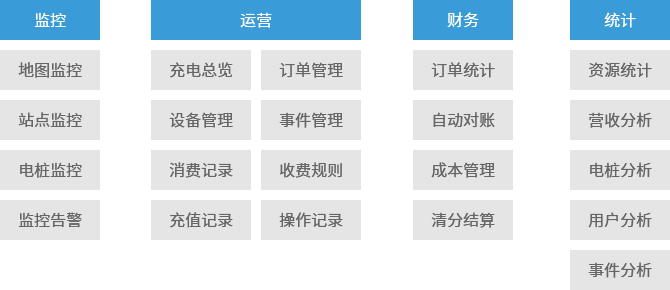 监控
运营
财务
统计
地图监控
充电总览
订单管理
订单统计
资源统计
站点监控
设备管理
事件管理
自动对账
营收分析
电桩监控
消费记录
收费规则
成本管理
电桩分析
监控告警
充值记录
操作记录
清分结算
用户分析
事件分析